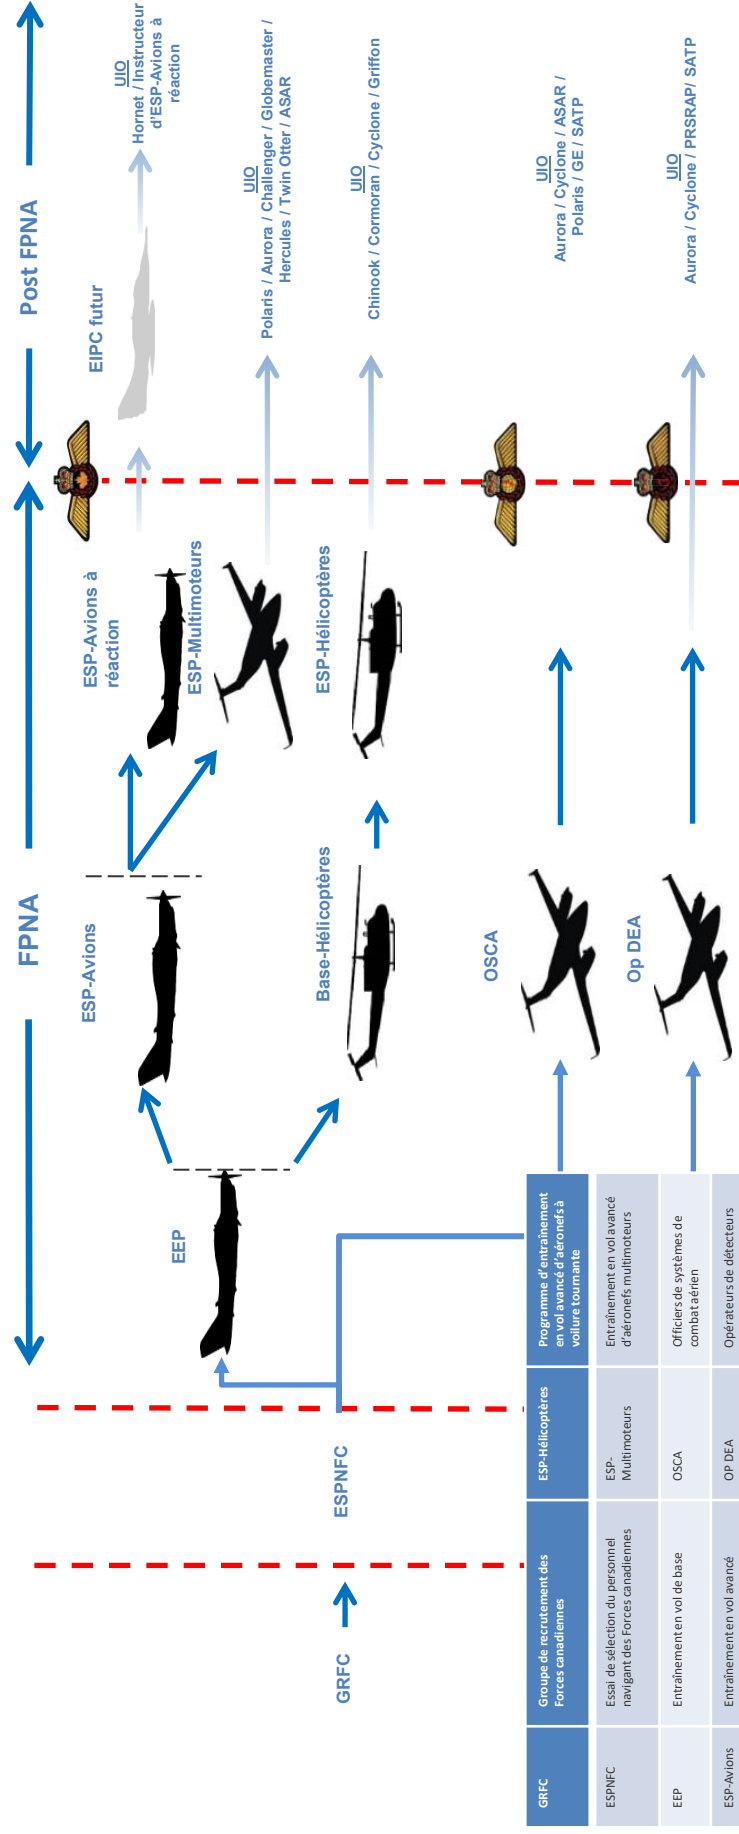 FPNA
Post FPNA
GRFC
ESPNFC
EEP
ESP-Avions
ESP-Avions à
réaction
EIPC futur
UIO
Hornet / Instructeur
d'ESP-Avions à
réaction
ESP-Multimoteurs
UIO
Polaris / Aurora / Challenger / Globemaster /
Hercules / Twin Otter / ASAR
Base-Hélicoptères
ESP-Hélicoptères
UIO
Chinook / Cormoran / Cyclone / Griffon
OSCA
UIO
Aurora / Cyclone / ASAR /
Polaris / GE / SATP
Op DEA
UIO
Aurora / Cyclone / PRSRAP/ SATP
GRFC
Groupe de recrutement des
Forces canadiennes
ESP-Hélicoptères
Programme d'entraînement
en vol avancé d'aéronefs à
voilure tournante
ESPNFC
Essai de sélection du personnel
navigant des Forces canadiennes
ESP-
Multimoteurs
Entraînement en vol avancé
d'aéronefs multimoteurs
EEP
Entraînement en vol de base
OSCA
Officiers de systèmes de
combat aérien
ESP-Avions
Entraînement en vol avancé
OP DEA
Opérateurs de détecteurs